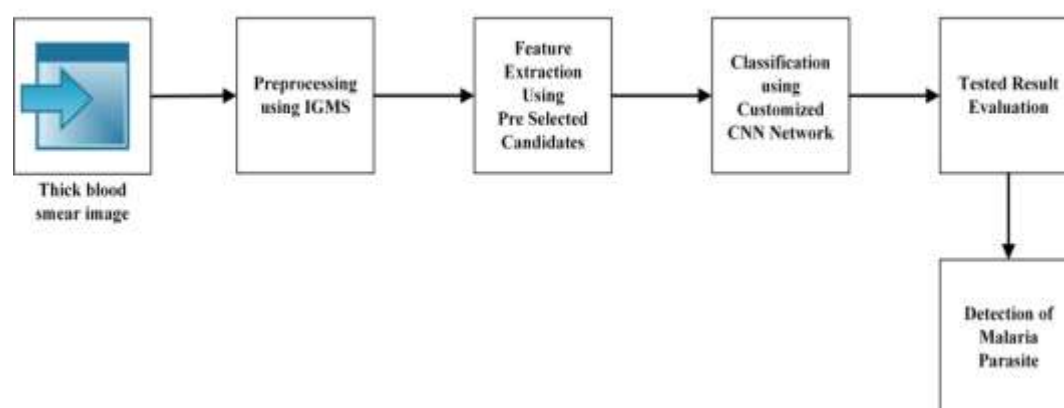 Thick blood
smear image
Preprocessing
using IGMS
Feature
Extraction
Using
Pre Selected
Candidates
Classification
using
Customized
CNN Network
Tested Result
Evaluation
Detection of
Malaria
Parasite